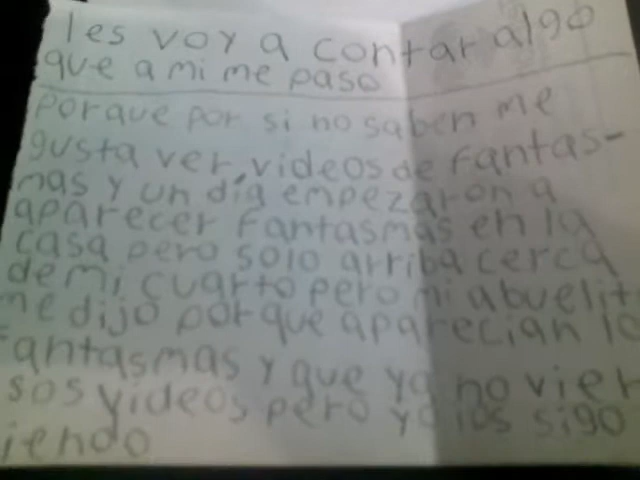 les voy a contar algo
que a mi me paso
porque por si no saben me
gusta ver videos de fantas-
mas y un día empezaron a
aparecer fantasmas en la
casa pero solo arriba cerca
de mi cuarto pero mi abuelit
me dijo porque aparecian lo
fantasmas y que ya no vier
sos videos pero yo los sigo
iendo